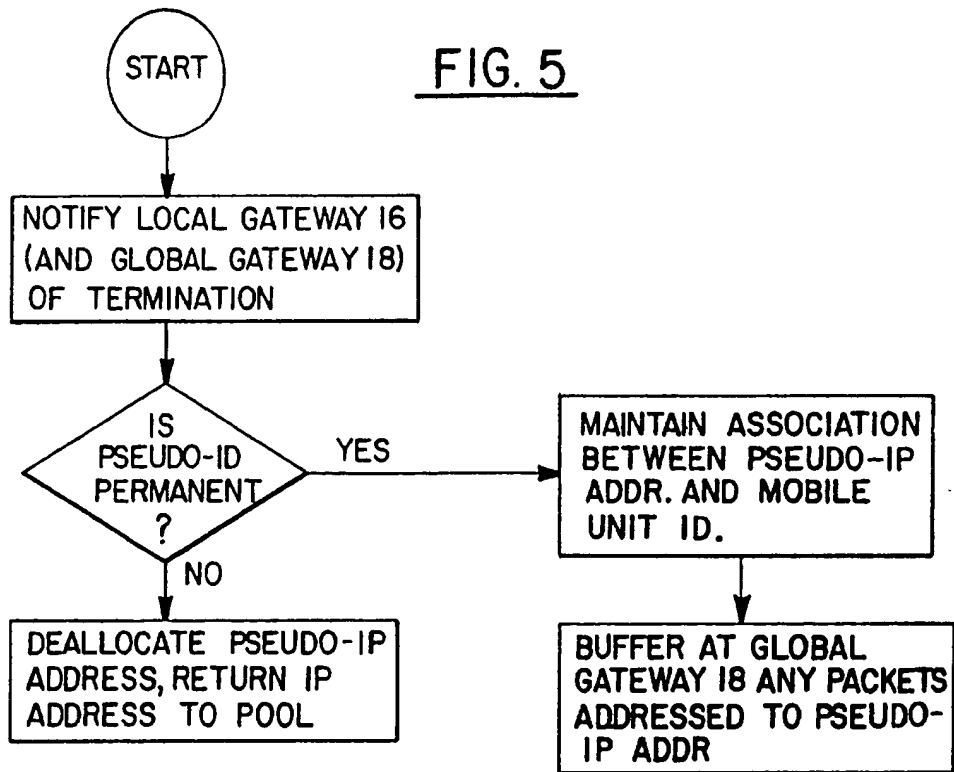 START
FIG. 5
NOTIFY LOCAL GATEWAY 16
(AND GLOBAL GATEWAY 18)
OF TERMINATION
IS
PSEUDO-ID
PERMANENT
?
YES
NO
MAINTAIN ASSOCIATION
BETWEEN PSEUDO-IP
ADDR. AND MOBILE
UNIT ID.
DEALLOCATE PSEUDO-IP
ADDRESS, RETURN IP
ADDRESS TO POOL
BUFFER AT GLOBAL
GATEWAY 18 ANY PACKETS
ADDRESSED TO PSEUDO-
IP ADDR